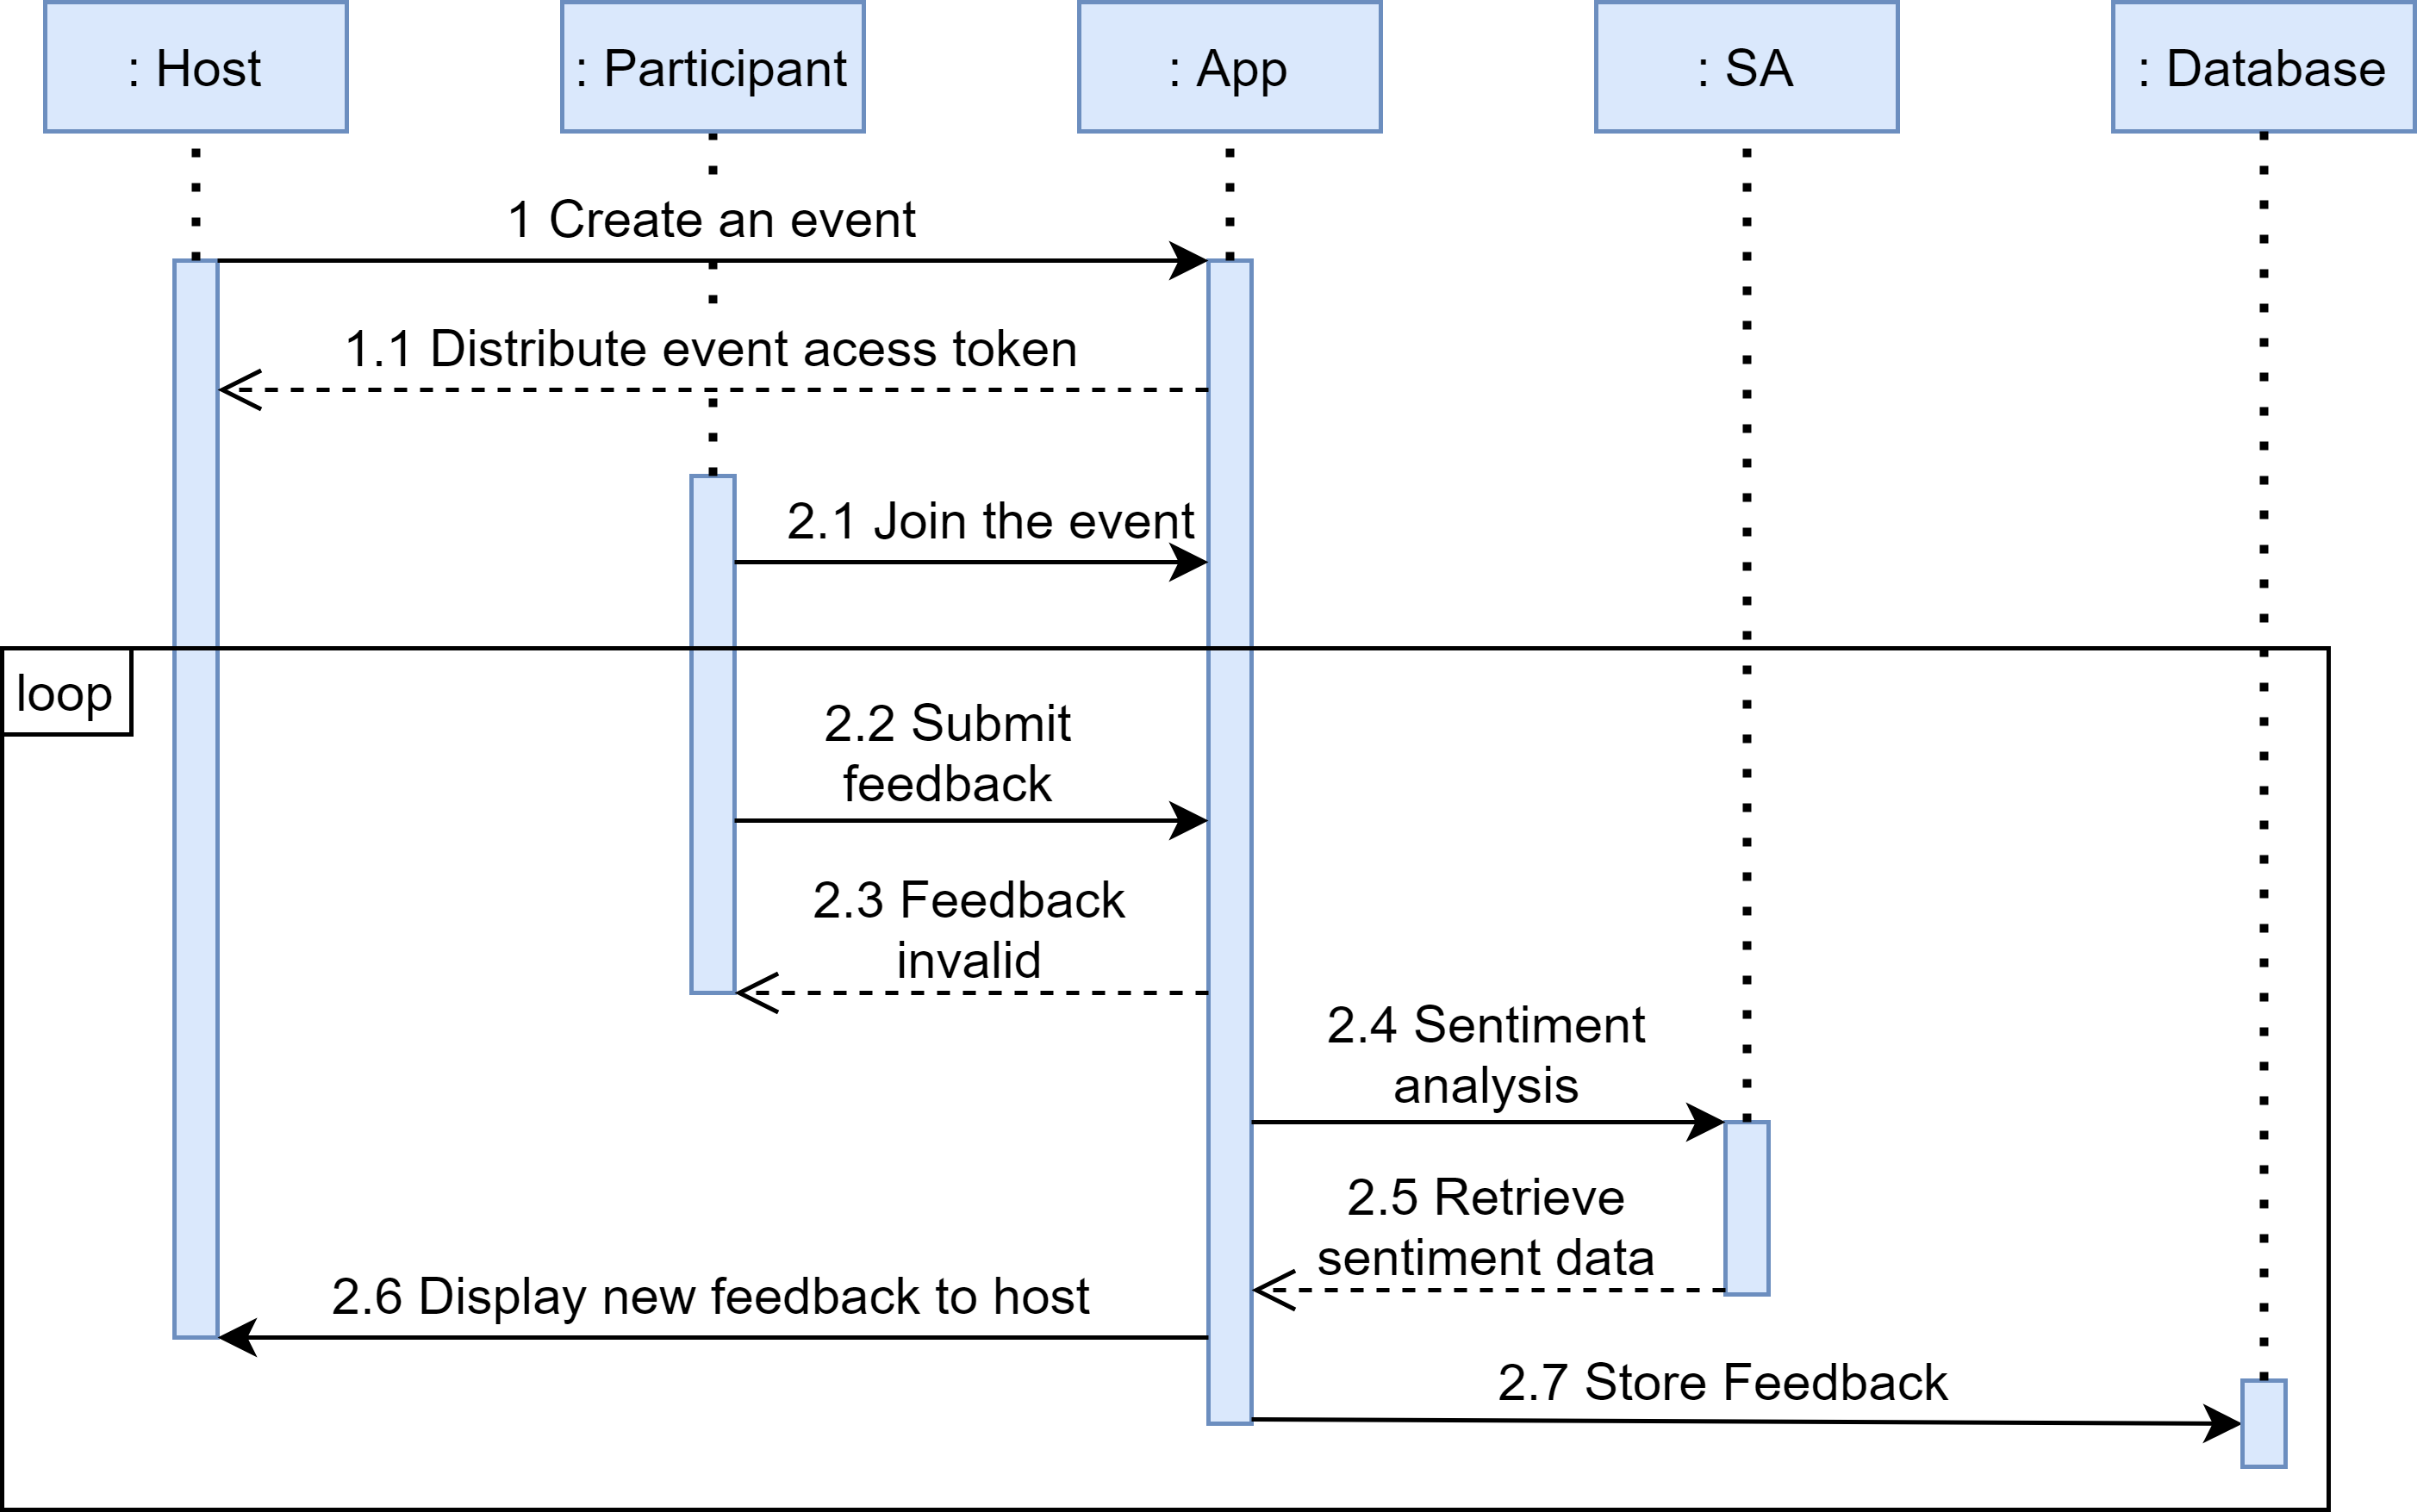 : Host
: Participant
: App
: SA
: Database
1 Create an event
1.1 Distribute event acess token
2.1 Join the event
loop
2.2 Submit
feedback
2.3 Feedback
invalid
2.4 Sentiment
analysis
2.5 Retrieve
sentiment data
2.6 Display new feedback to host
2.7 Store Feedback